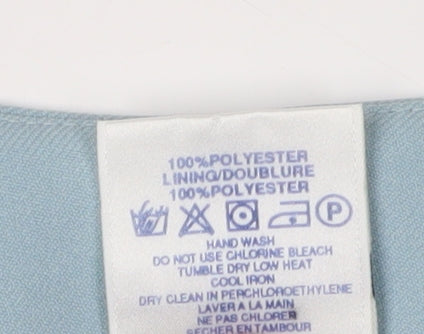 100%POLYESTER
LINING/DOUBLURE
100%POLYESTER
P
HAND WASH
DO NOT USE CHLORINE BLEACH
TUMBLE DRY LOW HEAT
COOL IRON
DRY CLEAN IN PERCHLOROETHYLENE
LAVER A LA MAIN
NE PAS CHLORER
SECHER EN TAMBOUR